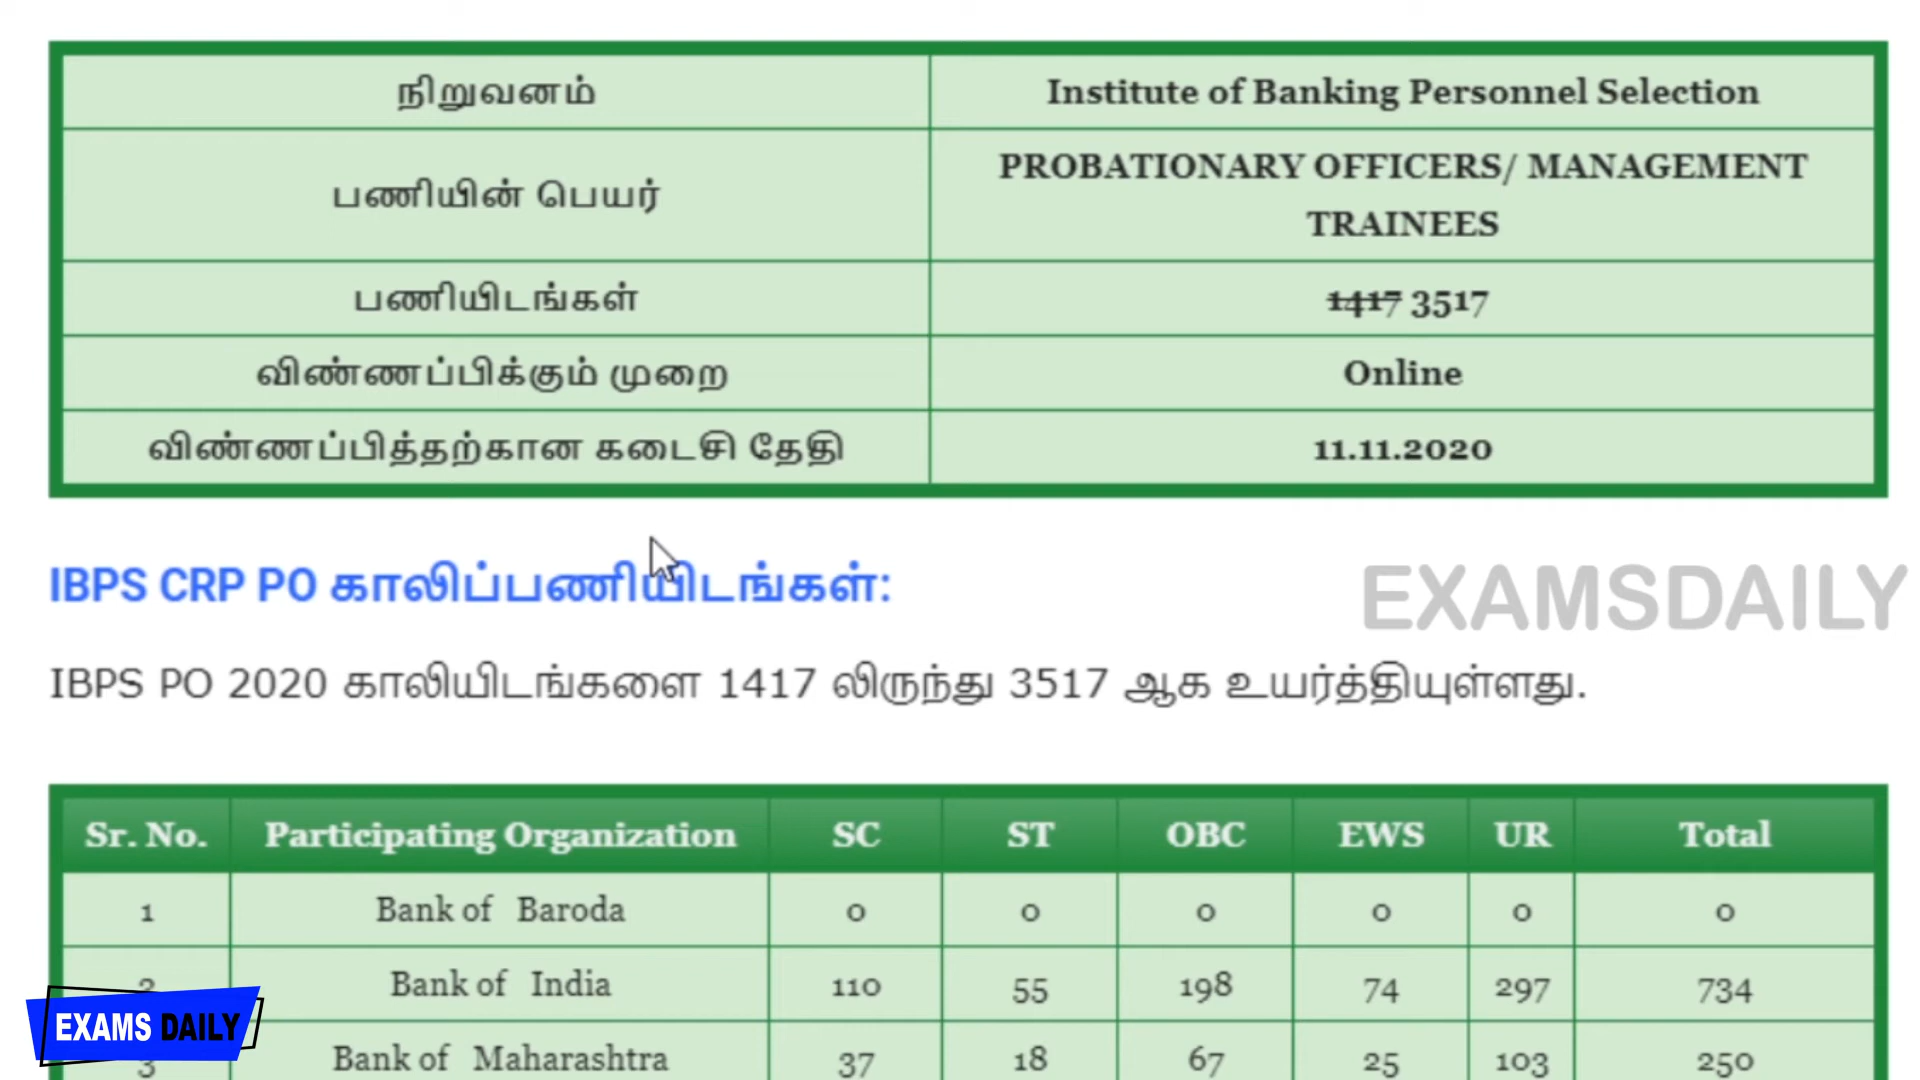 நிறுவனம் Institute of Banking Personnel Selection
பணியின் பெயர் PROBATIONARY OFFICERS/ MANAGEMENT
TRAINEES
பணியிடங்கள் 1417 3517
விண்ணப்பிக்கும் முறை Online
விண்ணப்பித்தற்கான கடைசி தேதி 11.11.2020
IBPS CRP PO காலிப்பணியிடங்கள்:
EXAMSDAILY
IBPS PO 2020 காலியிடங்களை 1417 லிருந்து 3517 ஆக உயர்த்தியுள்ளது.
Sr. No. Participating Organization SC ST OBC EWS UR Total
1 Bank of Baroda 0 0 0 0 0 0
2 Bank of India 110 55 198 74 297 734
3 Bank of Maharashtra 37 18 67 25 103 250
EXAMS DAILY